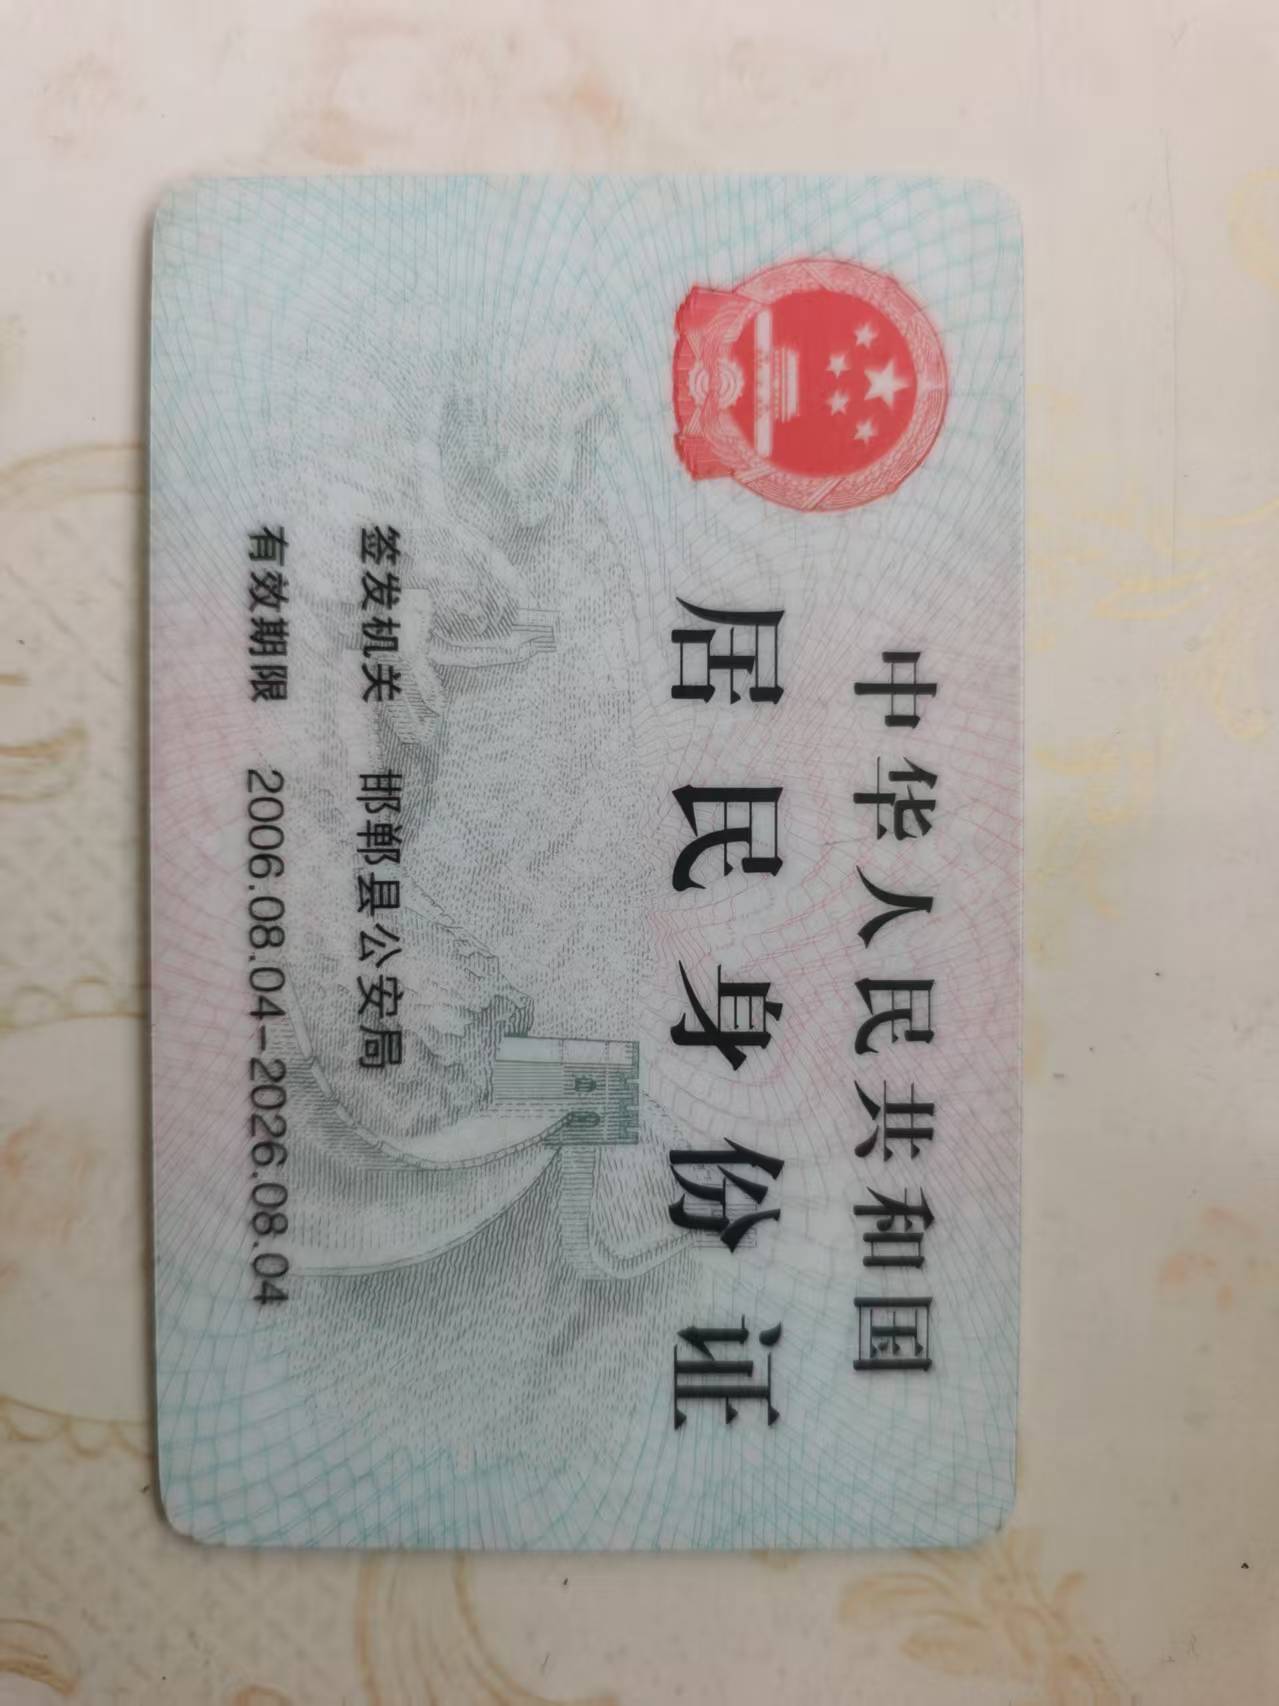 中华人民共和国
居民身份证
签发机关 邯郸县公安局
有效期限 2006.08.04-2026.08.04